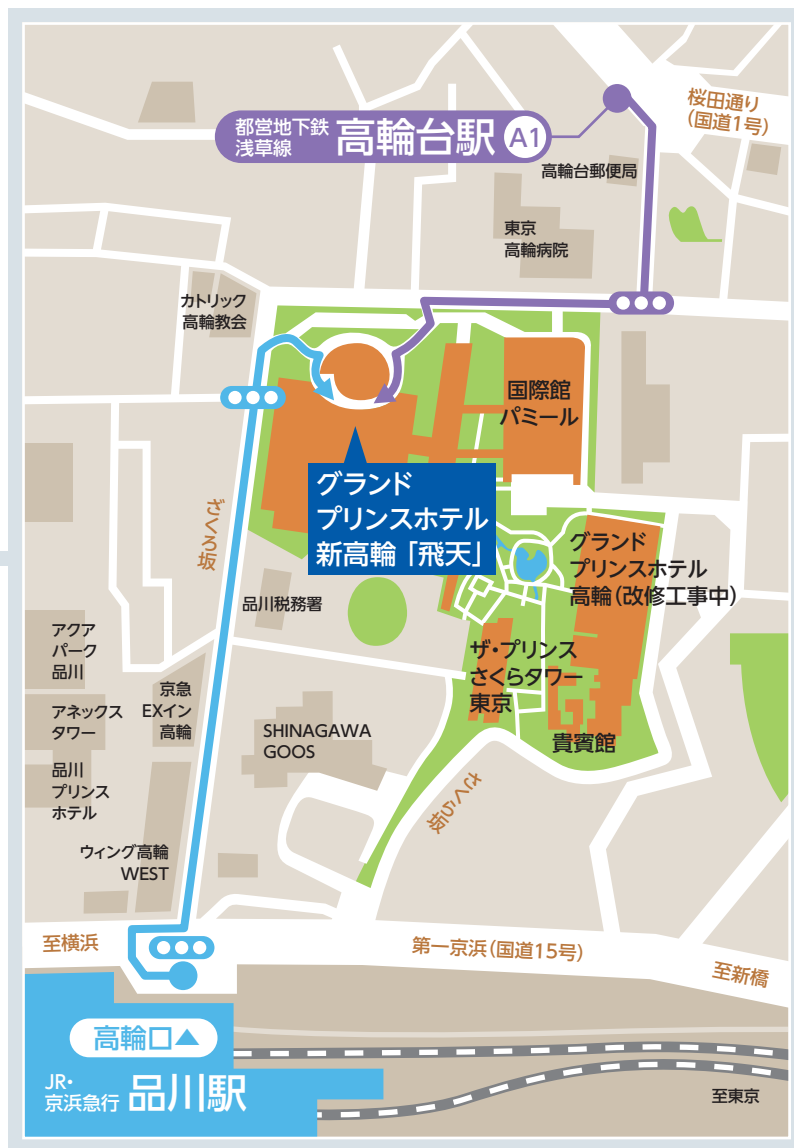 桜田通り
(国道1号)
都営地下鉄
浅草線
高輪台駅 A1
高輪台郵便局
東京
高輪病院
カトリック
高輪教会
国際館
パミール
グランド
プリンスホテル
新高輪「飛天」
ざくろ坂
グランド
プリンスホテル
高輪(改修工事中)
品川税務署
アクア
パーク
品川
ザ・プリンス
さくらタワー
東京
京急
EXイン
高輪
アネックス
タワー
SHINAGAWA
GOOS
貴賓館
品川
プリンス
ホテル
さくら坂
ウィング高輪
WEST
至横浜
第一京浜(国道15号)
至新橋
高輪口▲
JR・
京浜急行
品川駅
至東京